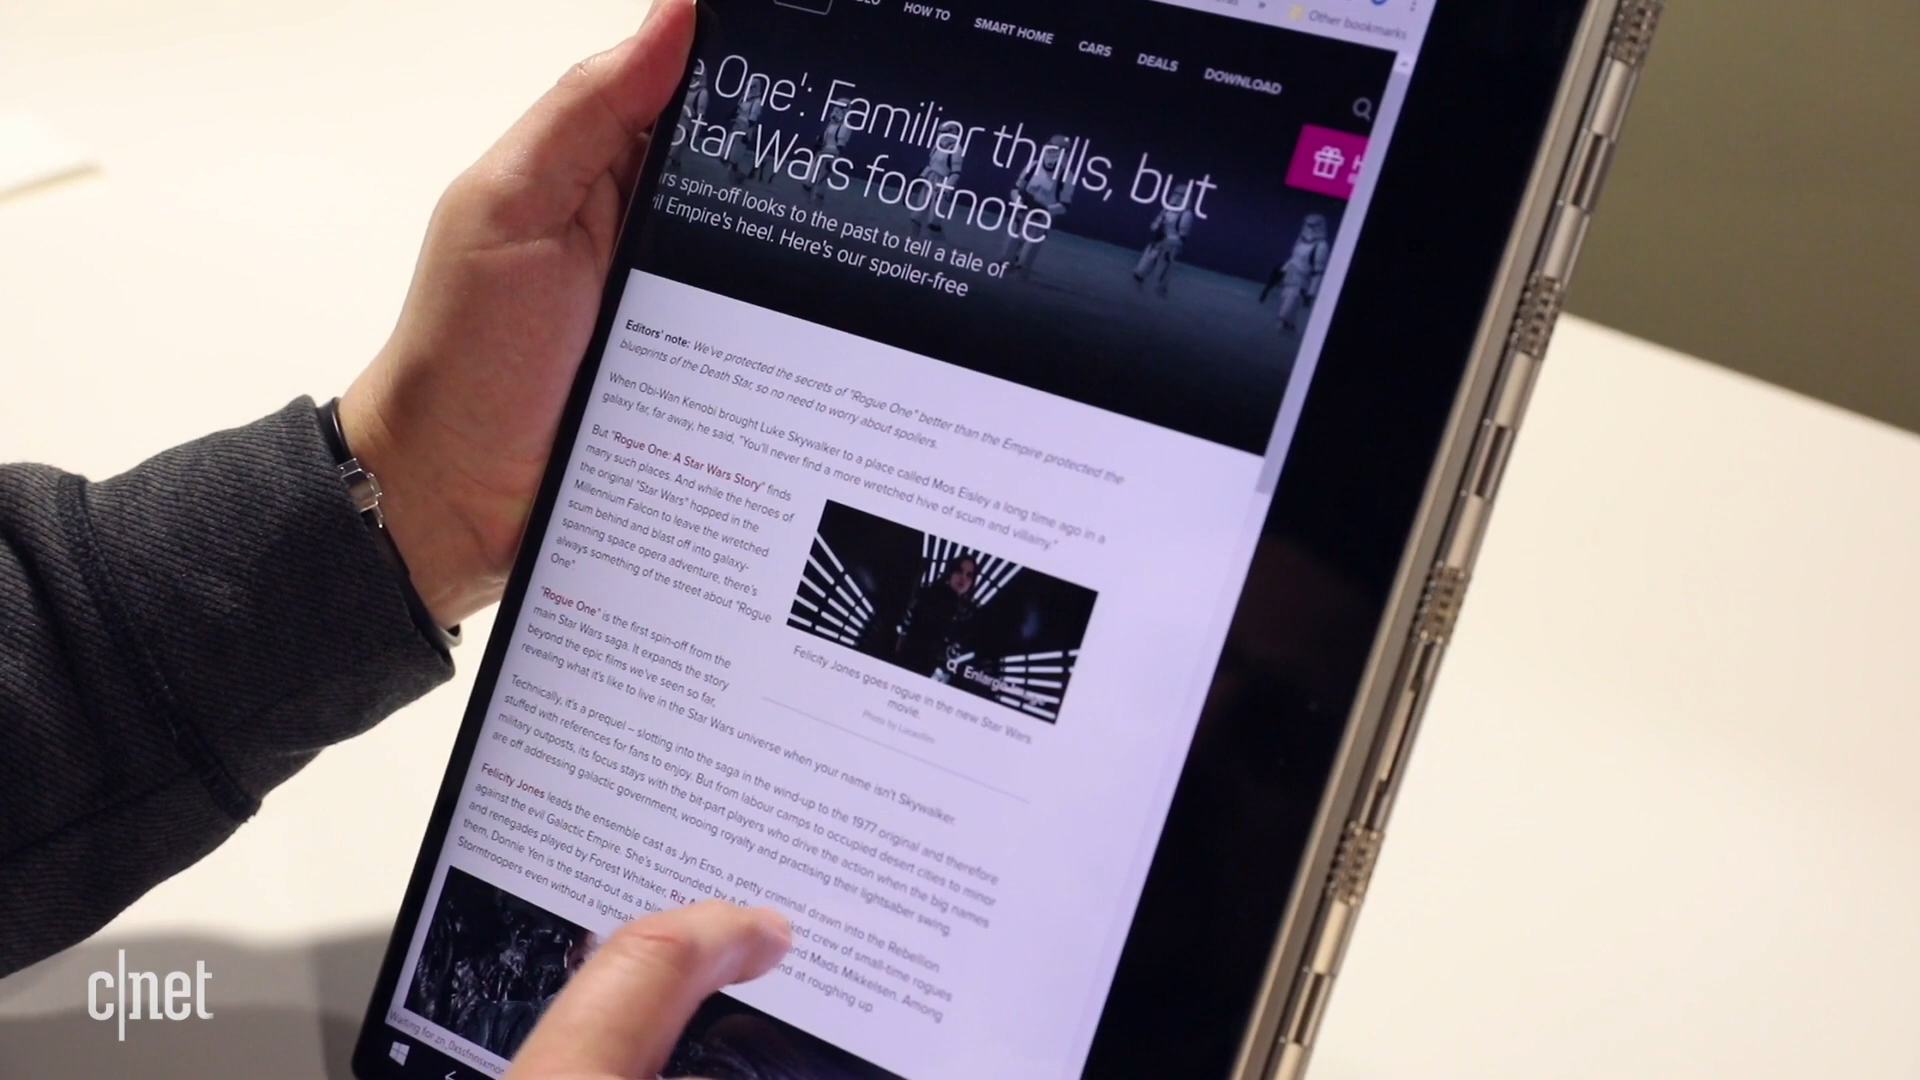 HOW TO
SMART HOME
CARS
DEALS
DOWNLOAD
Other bookmarks
e One': Familiar thrills, but
Star Wars footnote
rs spin-off looks to the past to tell a tale of
il Empire's heel. Here's our spoiler-free
Editors' note: We've protected the secrets of "Rogue One" better than the Empire protected the
blueprints of the Death Star, so no need to worry about spoilers.
When Obi-Wan Kenobi brought Luke Skywalker to a place called Mos Eisley a long time ago in a
galaxy far, far away, he said, "You'll never find a more wretched hive of scum and villainy."
But "Rogue One: A Star Wars Story" finds
many such places. And while the heroes of
the original "Star Wars" hopped in the
Millennium Falcon to leave the wretched
scum behind and blast off into galaxy-
spanning space opera adventure, there's
always something of the street about "Rogue
One."
Enlarge Image
Felicity Jones goes rogue in the new Star Wars
movie.
Photo by Lucasfilm
"Rogue One" is the first spin-off from the
main Star Wars saga. It expands the story
beyond the epic films we've seen so far,
revealing what it's like to live in the Star Wars universe when your name isn't Skywalker.
Technically, it's a prequel – slotting into the saga in the wind-up to the 1977 original and therefore
stuffed with references for fans to enjoy. But from labour camps to occupied desert cities to minor
military outposts, its focus stays with the bit-part players who drive the action when the big names
are off addressing galactic government, wooing royalty and practising their lightsaber swing
Felicity Jones leads the ensemble cast as Jyn Erso, a petty criminal drawn into the Rebellion
against the evil Galactic Empire. She's surrounded by a ked crew of small-time rogues
and renegades played by Forest Whitaker, Riz and Mads Mikkelsen. Among
them, Donnie Yen is the stand-out as a nd at roughing up
Stormtroopers even without a
Waiting for
c|net